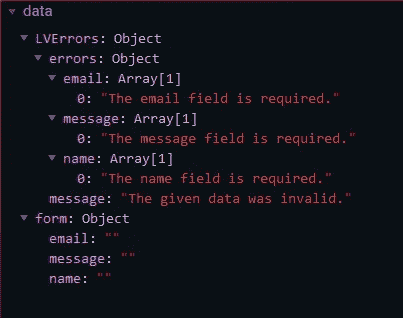 data
LVErrors: Object
errors: Object
email: Array[1]
0: "The email field is required."
message: Array[1]
0: "The message field is required."
name: Array[1]
0: "The name field is required."
message: "The given data was invalid."
form: Object
email: ""
message: ""
name: ""